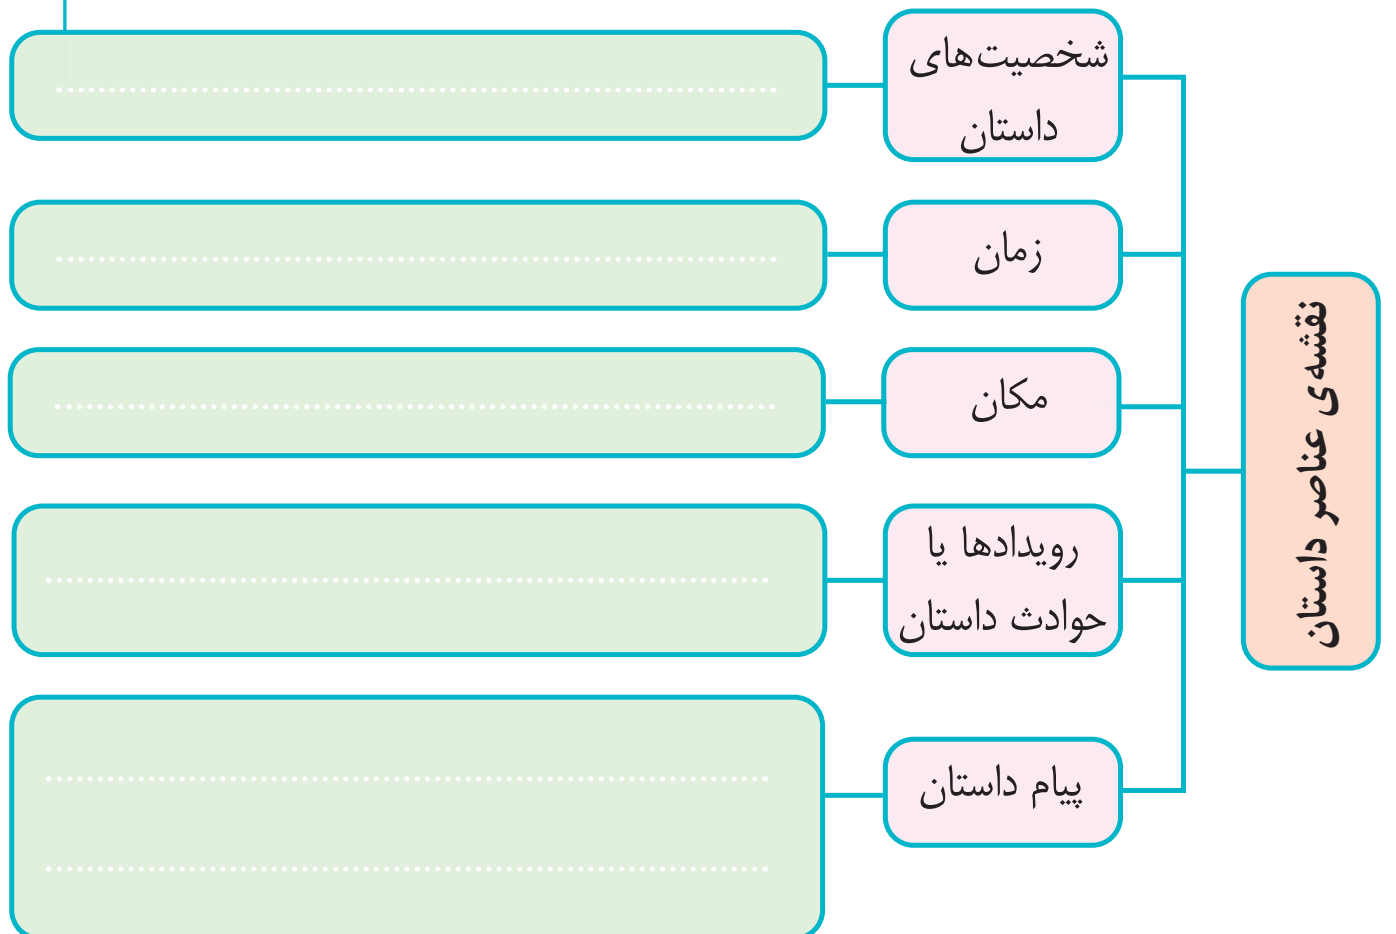 نقشه‌ی عناصر داستان
شخصیت‌های
داستان
زمان
مکان
رویدادها یا
حوادث داستان
پیام داستان